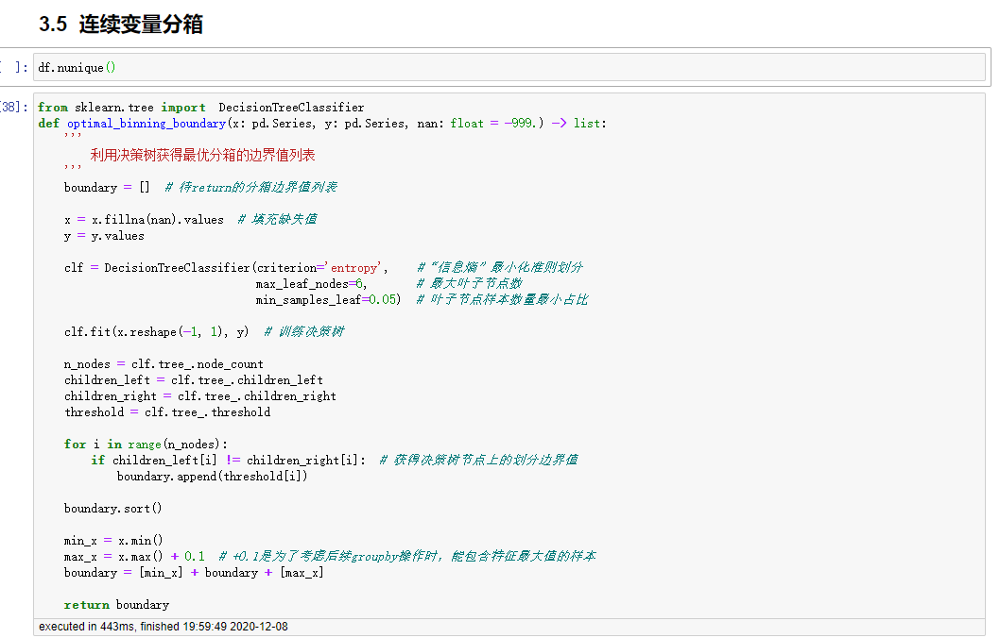 3.5 连续变量分箱
[ ]:
df.nunique()
[38]:
from sklearn.tree import DecisionTreeClassifier
def optimal_binning_boundary(x: pd.Series, y: pd.Series, nan: float = -999.) -> list:
'''
利用决策树获得最优分箱的边界值列表
'''
boundary = [] # 待return的分箱边界值列表
x = x.fillna(nan).values # 填充缺失值
y = y.values
clf = DecisionTreeClassifier(criterion='entropy', #“信息熵”最小化准则划分
max_leaf_nodes=6, # 最大叶子节点数
min_samples_leaf=0.05) # 叶子节点样本数量最小占比
clf.fit(x.reshape(-1, 1), y) # 训练决策树
n_nodes = clf.tree_.node_count
children_left = clf.tree_.children_left
children_right = clf.tree_.children_right
threshold = clf.tree_.threshold
for i in range(n_nodes):
if children_left[i] != children_right[i]: # 获得决策树节点上的划分边界值
boundary.append(threshold[i])
boundary.sort()
min_x = x.min()
max_x = x.max() + 0.1 # +0.1是为了考虑后续groupby操作时，能包含特征最大值的样本
boundary = [min_x] + boundary + [max_x]
return boundary
executed in 443ms, finished 19:59:49 2020-12-08